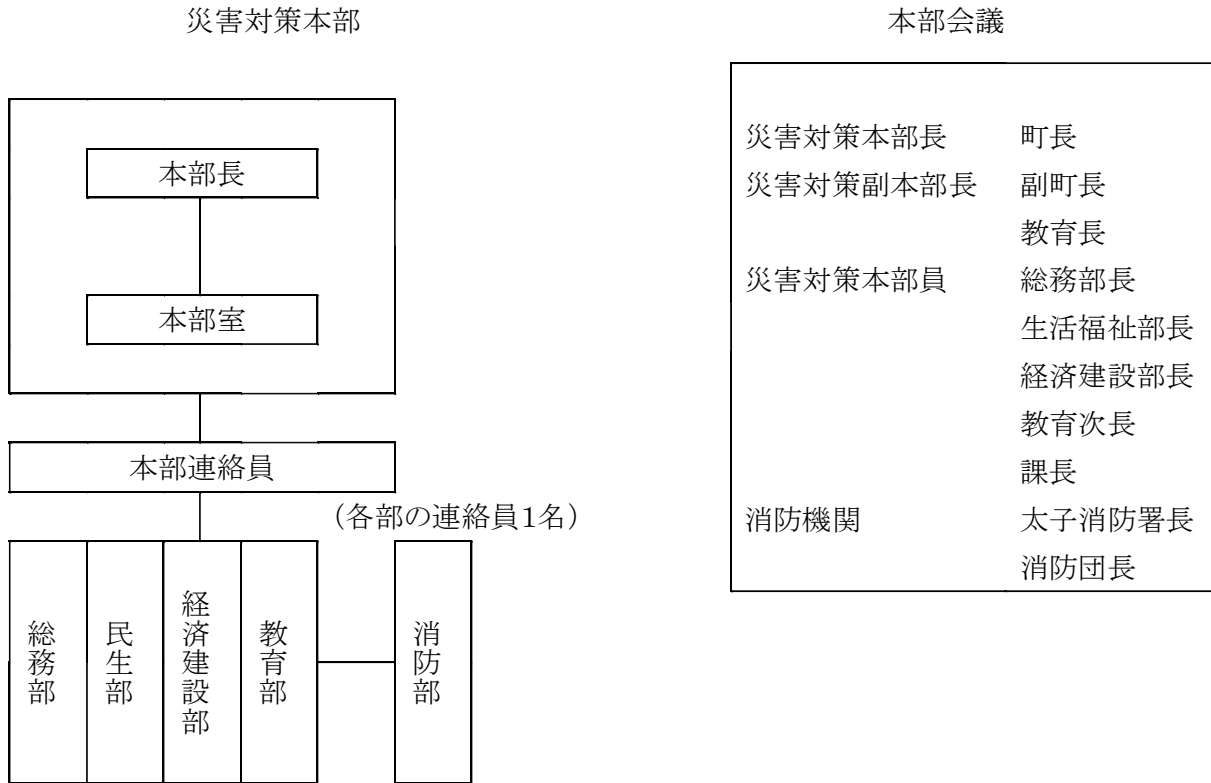 災害対策本部
本部長
本部室
本部連絡員
（各部の連絡員1名）
総務部
民生部
経済建設部
教育部
消防部
本部会議
災害対策本部長 町長
災害対策副本部長 副町長
教育長
災害対策本部員 総務部長
生活福祉部長
経済建設部長
教育次長
課長
消防機関 太子消防署長
消防団長